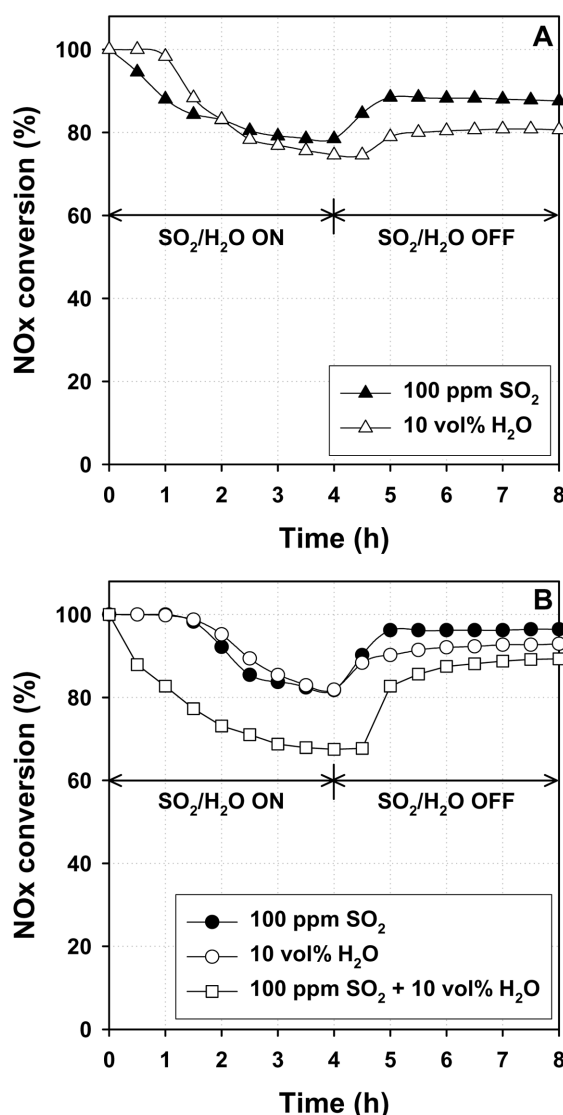 A
NOx conversion (%)
100
80
60
40
20
0
SO₂/H₂O ON
SO₂/H₂O OFF
100 ppm SO₂
10 vol% H₂O
0 1 2 3 4 5 6 7 8
Time (h)
B
NOx conversion (%)
100
80
60
40
20
0
SO₂/H₂O ON
SO₂/H₂O OFF
100 ppm SO₂
10 vol% H₂O
100 ppm SO₂ + 10 vol% H₂O
0 1 2 3 4 5 6 7 8
Time (h)